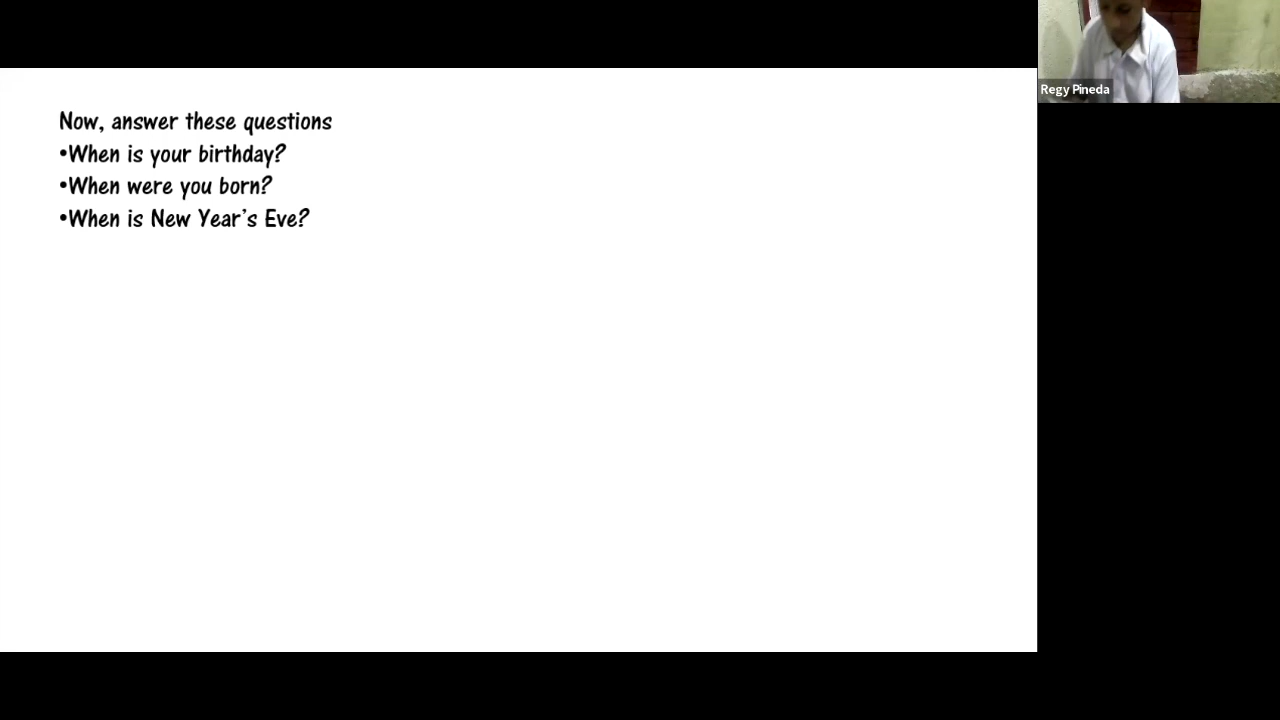 Now, answer these questions
•When is your birthday?
•When were you born?
•When is New Year's Eve?
Regy Pineda